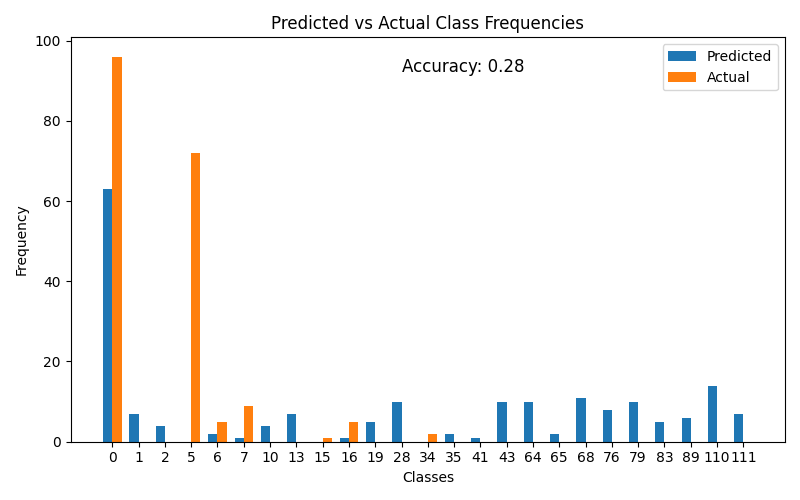 Predicted vs Actual Class Frequencies
Accuracy: 0.28
Predicted
Actual
Frequency
100
80
60
40
20
0
0 1 2 5 6 7 10 13 15 16 19 28 34 35 41 43 64 65 68 76 79 83 89 110 111
Classes